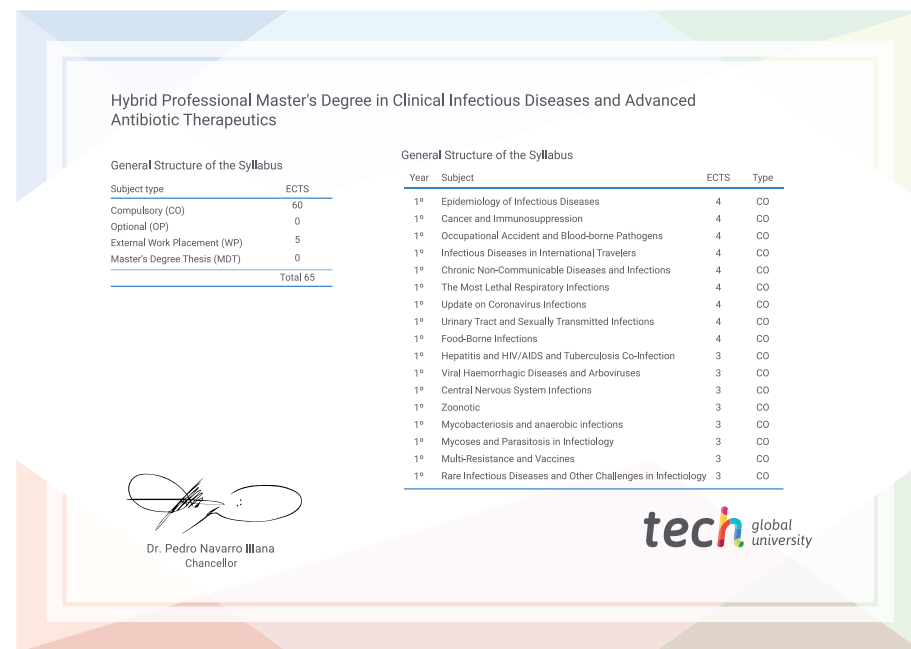 Hybrid Professional Master's Degree in Clinical Infectious Diseases and Advanced
Antibiotic Therapeutics
General Structure of the Syllabus
Subject type ECTS
Compulsory (CO) 60
Optional (OP) 0
External Work Placement (WP) 5
Master's Degree Thesis (MDT) 0
Total 65
General Structure of the Syllabus
Year Subject ECTS Type
1º Epidemiology of Infectious Diseases 4 CO
1º Cancer and Immunosuppression 4 CO
1º Occupational Accident and Blood-borne Pathogens 4 CO
1º Infectious Diseases in International Travelers 4 CO
1º Chronic Non-Communicable Diseases and Infections 4 CO
1º The Most Lethal Respiratory Infections 4 CO
1º Update on Coronavirus Infections 4 CO
1º Urinary Tract and Sexually Transmitted Infections 4 CO
1º Food-Borne Infections 4 CO
1º Hepatitis and HIV/AIDS and Tuberculosis Co-Infection 3 CO
1º Viral Haemorrhagic Diseases and Arboviruses 3 CO
1º Central Nervous System Infections 3 CO
1º Zoonotic 3 CO
1º Mycobacteriosis and anaerobic infections 3 CO
1º Mycoses and Parasitosis in Infectiology 3 CO
1º Multi-Resistance and Vaccines 3 CO
1º Rare Infectious Diseases and Other Challenges in Infectiology 3 CO
Dr. Pedro Navarro Illana
Chancellor
tech global
university